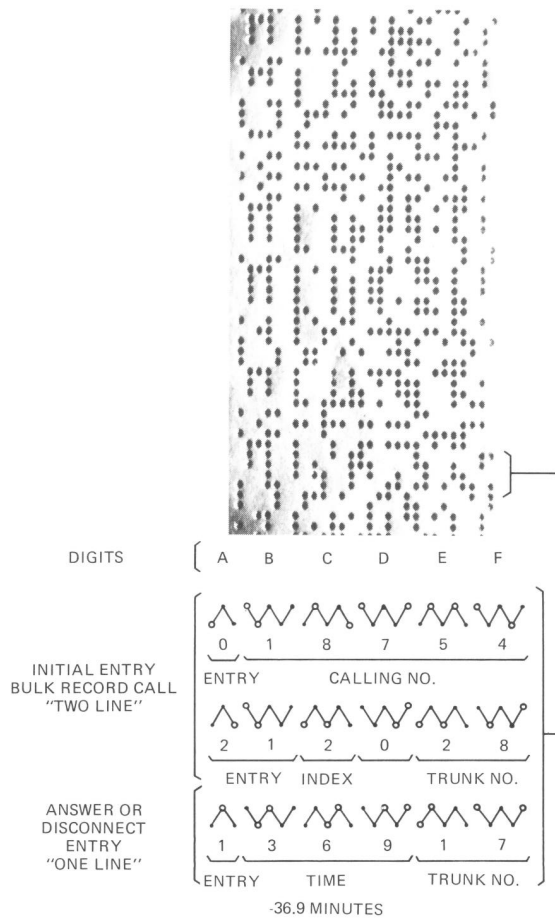 DIGITS A B C D E F
INITIAL ENTRY
BULK RECORD CALL
"TWO LINE"
0 1 8 7 5 4
ENTRY CALLING NO.
2 1 2 0 2 8
ENTRY INDEX TRUNK NO.
ANSWER OR
DISCONNECT
ENTRY
"ONE LINE"
1 3 6 9 1 7
ENTRY TIME TRUNK NO.
-36.9 MINUTES